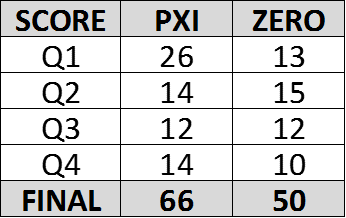 SCORE PXI ZERO
Q1 26 13
Q2 14 15
Q3 12 12
Q4 14 10
FINAL 66 50